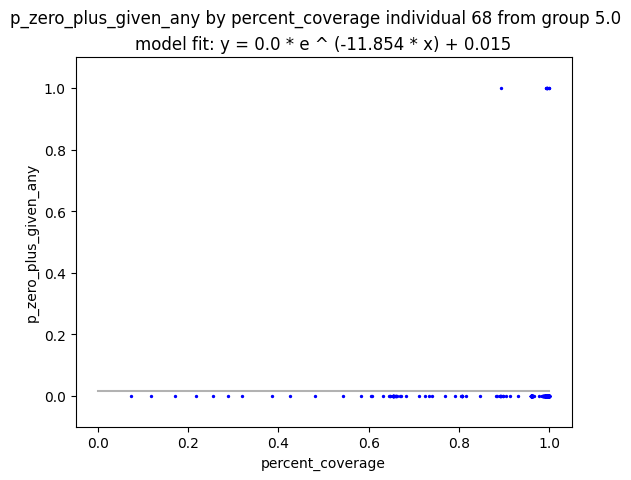 p_zero_plus_given_any by percent_coverage individual 68 from group 5.0
model fit: y = 0.0 * e ^ (-11.854 * x) + 0.015
1.0
0.8
0.6
0.4
0.2
0.0
p_zero_plus_given_any
0.0 0.2 0.4 0.6 0.8 1.0
percent_coverage